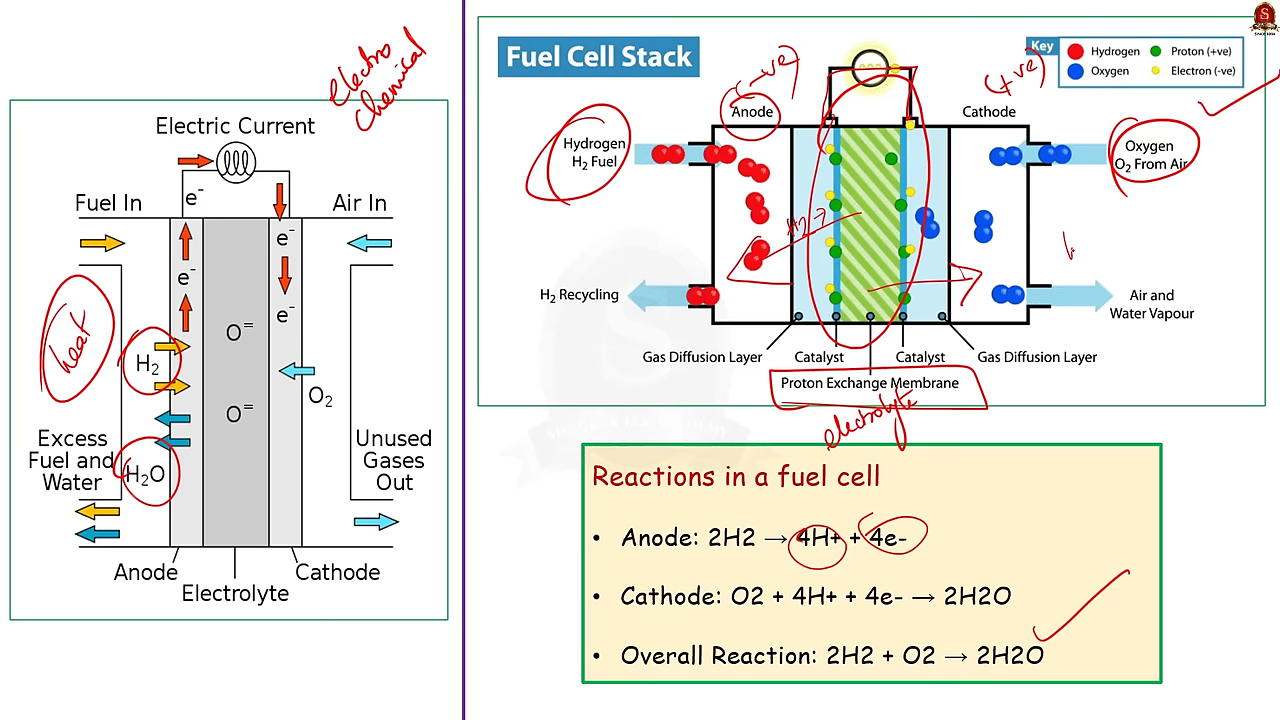 Electro
Chemical
Electric Current
Fuel In
e⁻
Air In
e⁻
e⁻
e⁻
heat
H₂
O⁼
O⁼
O₂
Excess
Fuel and
Water
H₂O
Unused
Gases
Out
Anode
Cathode
Electrolyte
Fuel Cell Stack
Key
Hydrogen
Proton (+ve)
Oxygen
Electron (-ve)
(-ve)
(+ve)
Anode
Cathode
Hydrogen
H₂ Fuel
Oxygen
O₂ From Air
H₂
H₂ Recycling
Air and
Water Vapour
Gas Diffusion Layer
Catalyst
Catalyst
Gas Diffusion Layer
Proton Exchange Membrane
electrolyte
Reactions in a fuel cell
• Anode: 2H2 → 4H+ + 4e-
• Cathode: O2 + 4H+ + 4e- → 2H2O
• Overall Reaction: 2H2 + O2 → 2H2O